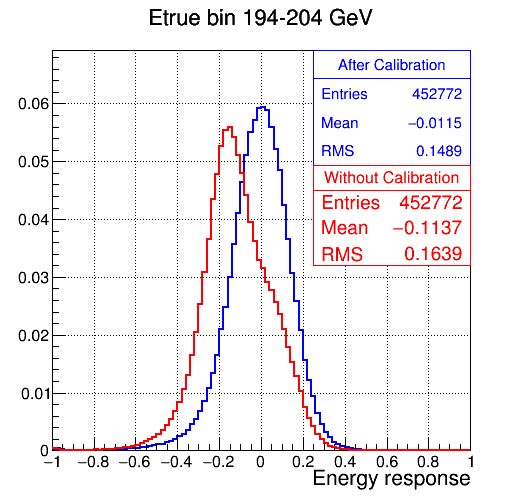 Etrue bin 194-204 GeV
After Calibration
Entries 452772
Mean −0.0115
RMS 0.1489
Without Calibration
Entries 452772
Mean −0.1137
RMS 0.1639
0.06
0.05
0.04
0.03
0.02
0.01
0
−1 −0.8 −0.6 −0.4 −0.2 0 0.2 0.4 0.6 0.8 1
Energy response